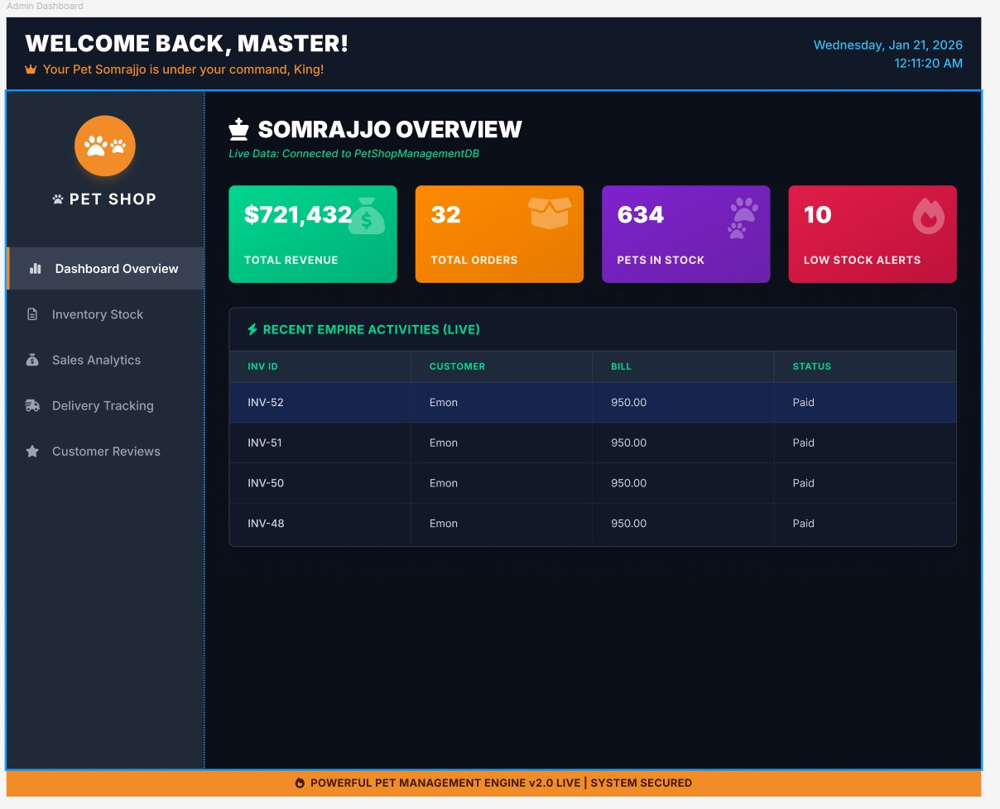 Admin Dashboard
WELCOME BACK, MASTER!
Your Pet Somrajjo is under your command, King!
Wednesday, Jan 21, 2026
12:11:20 AM
PET SHOP
Dashboard Overview
Inventory Stock
Sales Analytics
Delivery Tracking
Customer Reviews
SOMRAJJO OVERVIEW
Live Data: Connected to PetShopManagementDB
$721,432
TOTAL REVENUE
32
TOTAL ORDERS
634
PETS IN STOCK
10
LOW STOCK ALERTS
RECENT EMPIRE ACTIVITIES (LIVE)
INV ID CUSTOMER BILL STATUS
INV-52 Emon 950.00 Paid
INV-51 Emon 950.00 Paid
INV-50 Emon 950.00 Paid
INV-48 Emon 950.00 Paid
POWERFUL PET MANAGEMENT ENGINE v2.0 LIVE | SYSTEM SECURED